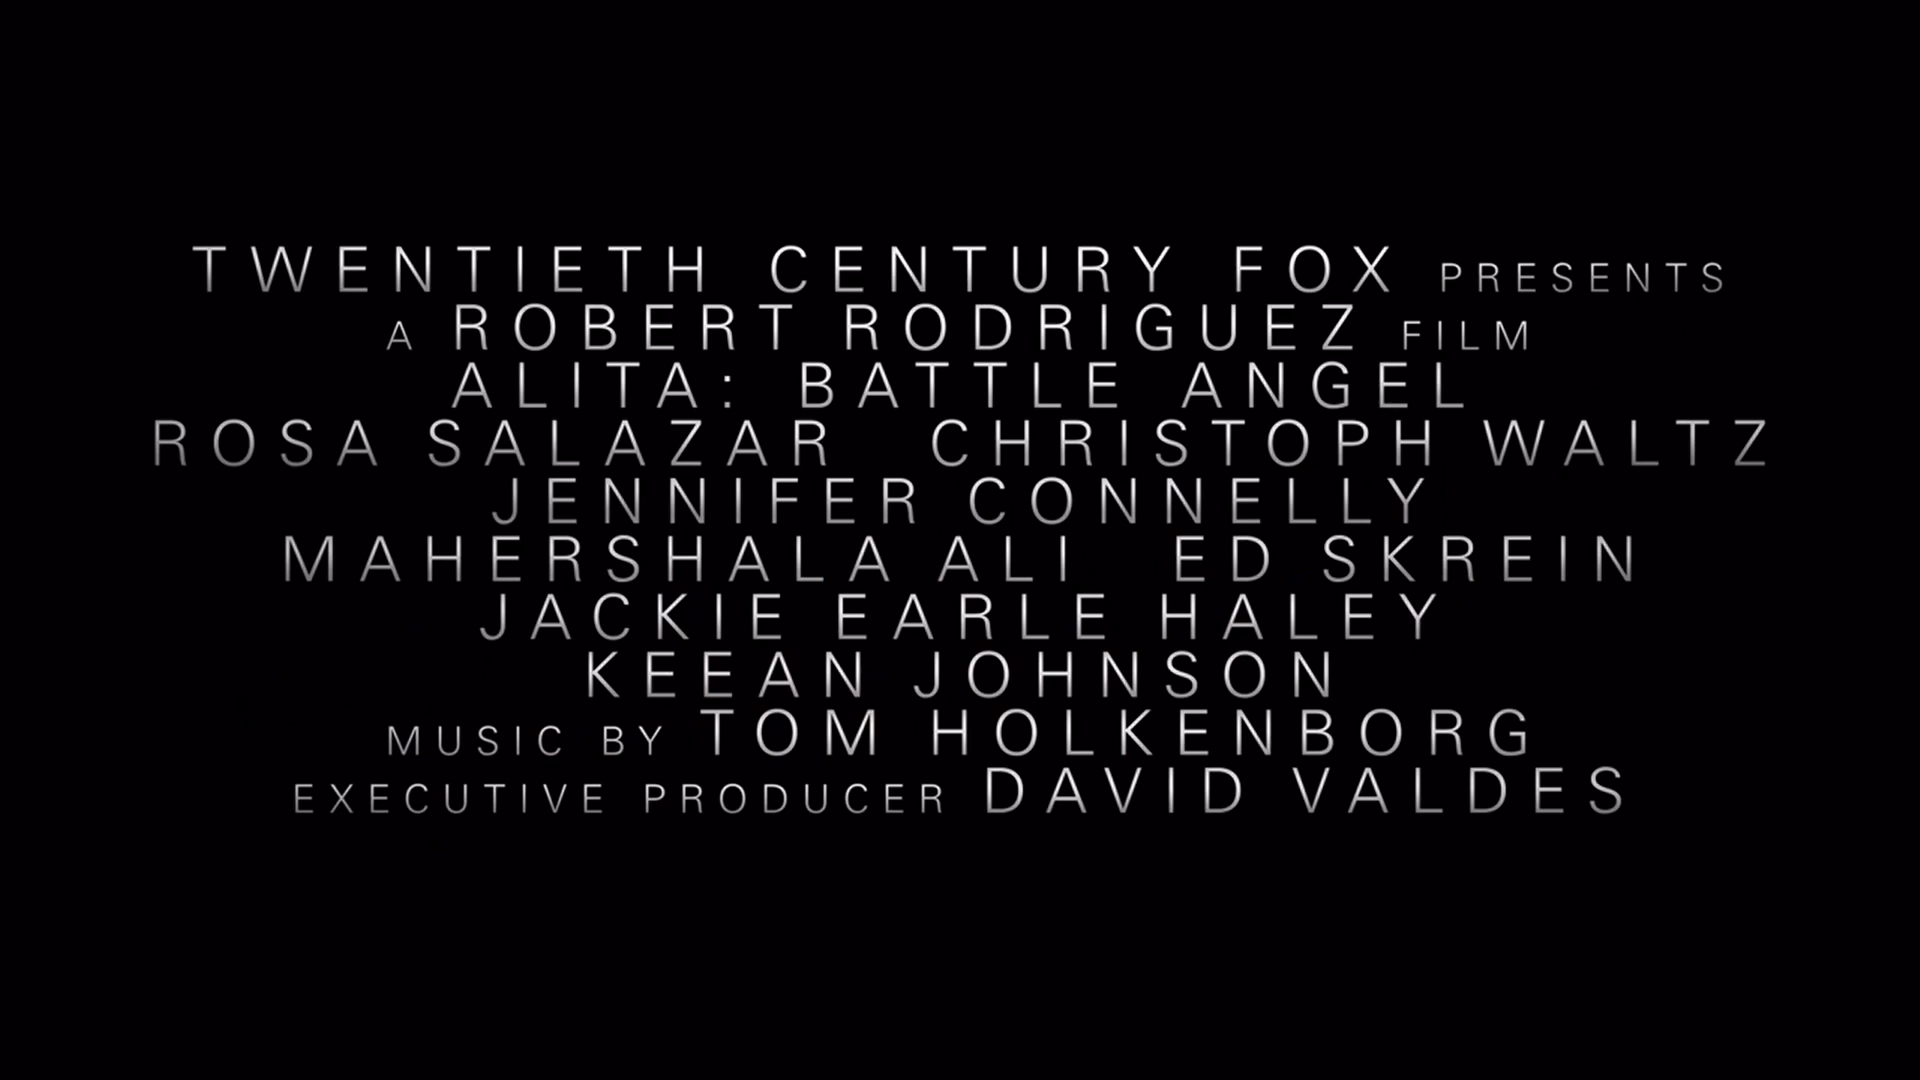 TWENTIETH CENTURY FOX PRESENTS
A ROBERT RODRIGUEZ FILM
ALITA: BATTLE ANGEL
ROSA SALAZAR CHRISTOPH WALTZ
JENNIFER CONNELLY
MAHERSHALA ALI ED SKREIN
JACKIE EARLE HALEY
KEEAN JOHNSON
MUSIC BY TOM HOLKENBORG
EXECUTIVE PRODUCER DAVID VALDES